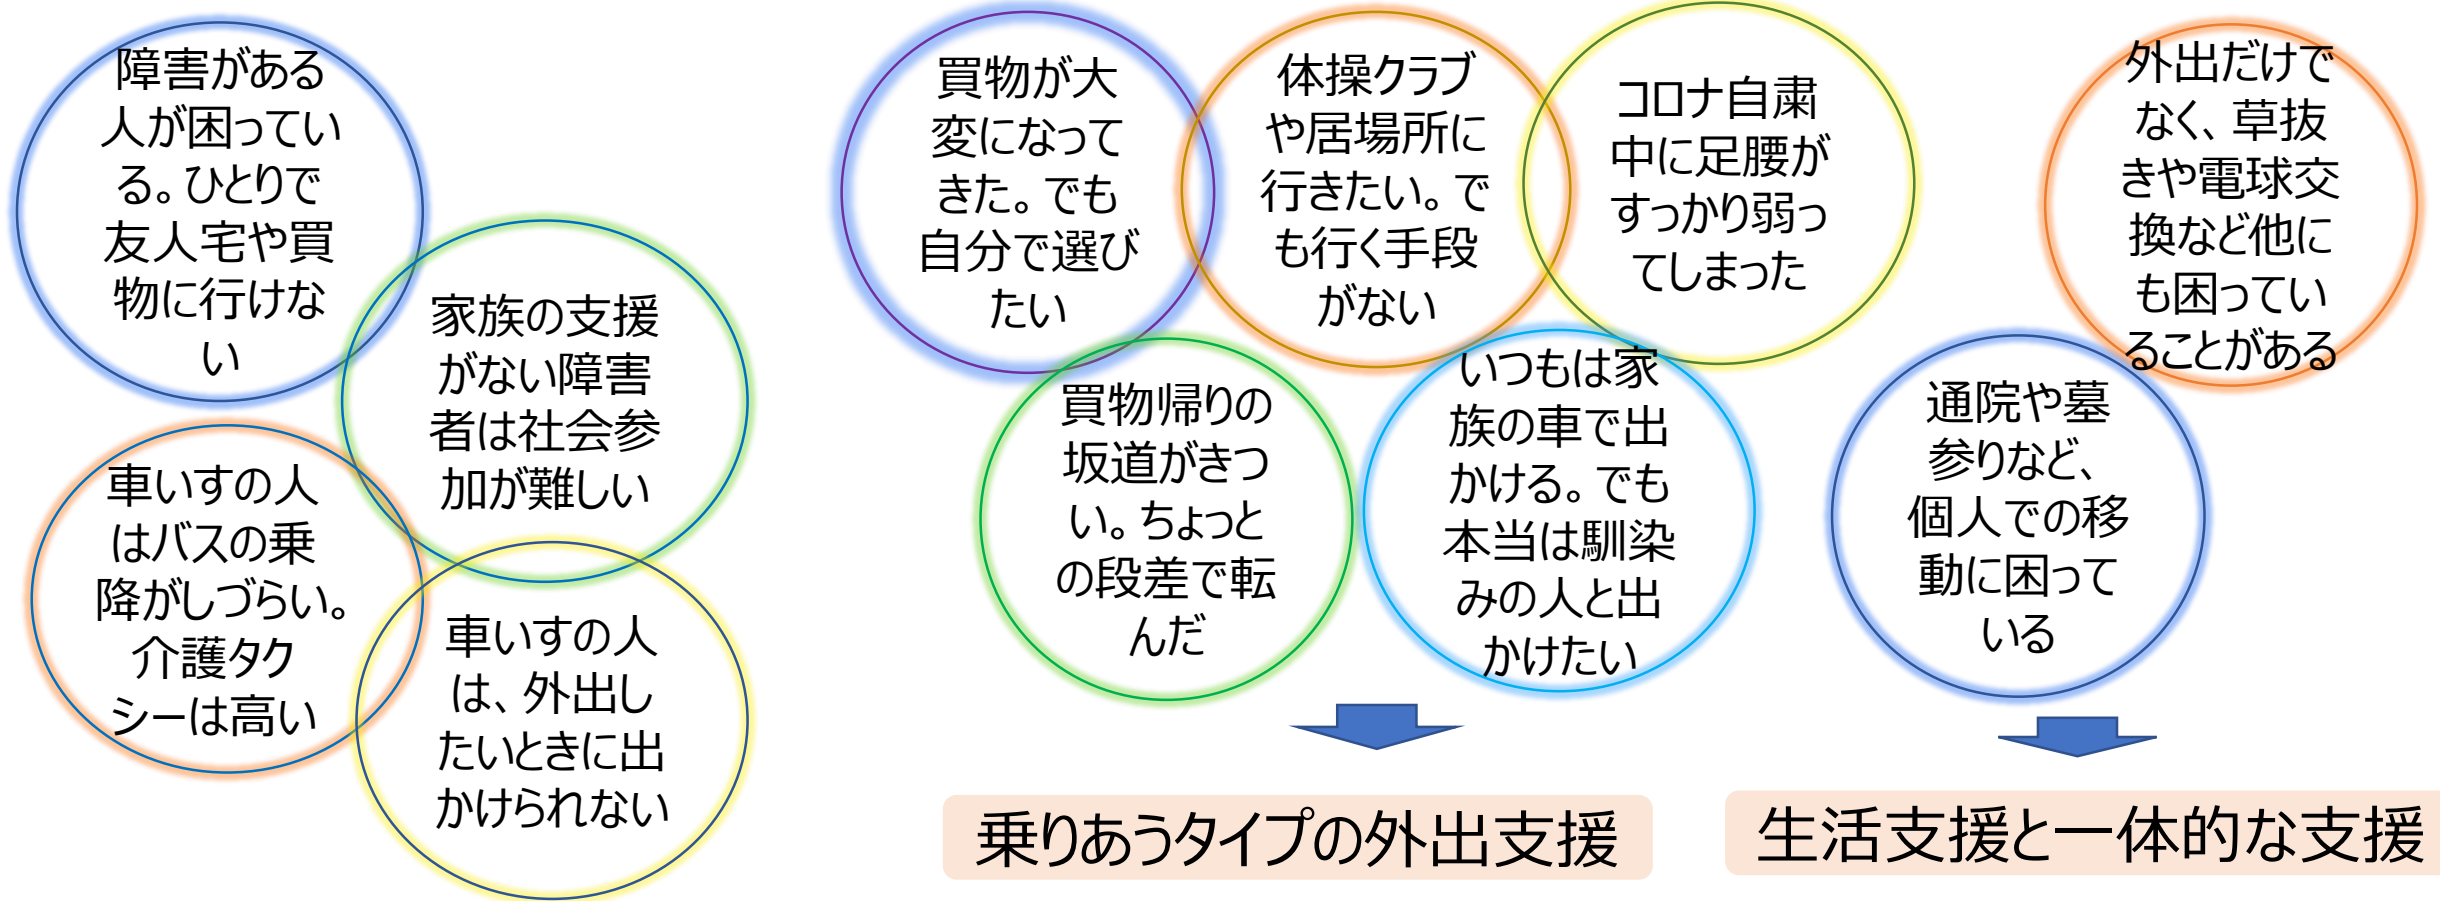 障害がある
人が困ってい
る。ひとりで
友人宅や買
物に行けな
い
家族の支援
がない障害
者は社会参
加が難しい
車いすの人
はバスの乗
降がしづらい。
介護タク
シーは高い
車いすの人
は、外出し
たいときに出
かけられない
買物が大
変になって
きた。でも
自分で選び
たい
体操クラブ
や居場所に
行きたい。で
も行く手段
がない
コロナ自粛
中に足腰が
すっかり弱っ
てしまった
買物帰りの
坂道がきつ
い。ちょっと
の段差で転
んだ
いつもは家
族の車で出
かける。でも
本当は馴染
みの人と出
かけたい
外出だけで
なく、草抜
きや電球交
換など他に
も困ってい
ることがある
通院や墓
参りなど、
個人での移
動に困って
いる
乗りあうタイプの外出支援
生活支援と一体的な支援